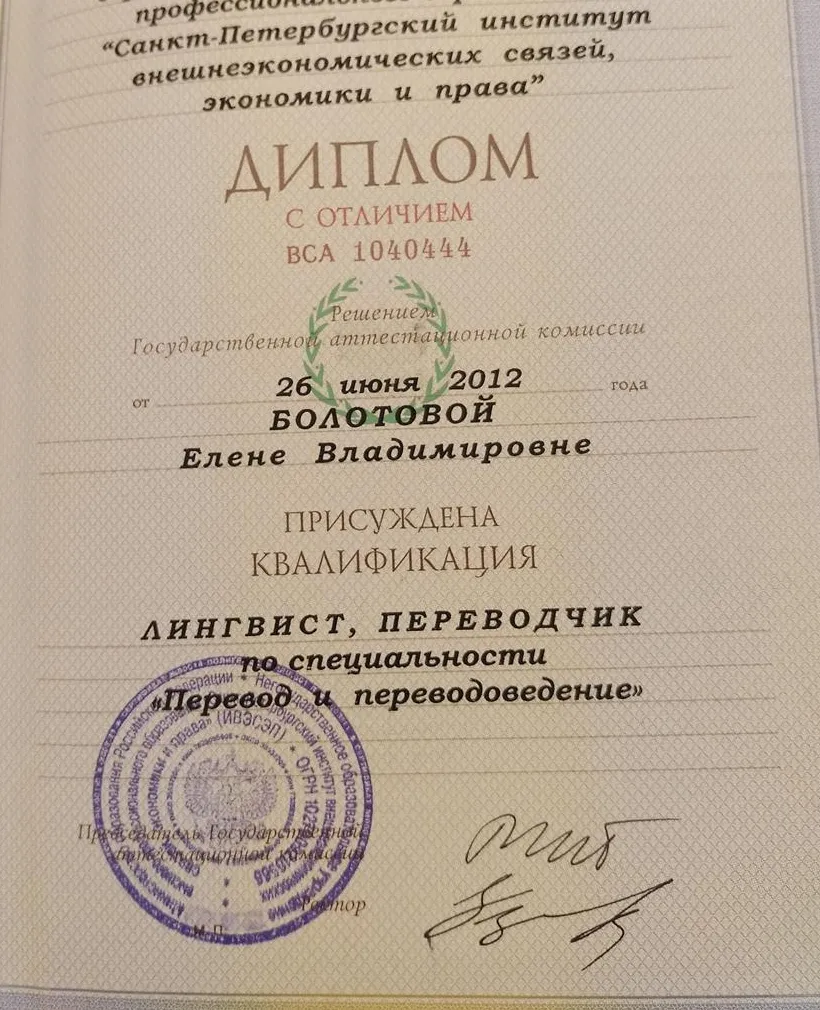 “Санкт-Петербургский институт
внешнеэкономических связей,
экономики и права”
ДИПЛОМ
С ОТЛИЧИЕМ
ВСА 1040444
Решением
Государственной аттестационной комиссии
от 26 июня 2012 года
БОЛОТОВОЙ
Елене Владимировне
ПРИСУЖДЕНА
КВАЛИФИКАЦИЯ
ЛИНГВИСТ, ПЕРЕВОДЧИК
по специальности
«Перевод и переводоведение»
Председатель Государственной
аттестационной комиссии
Ректор
М.П.